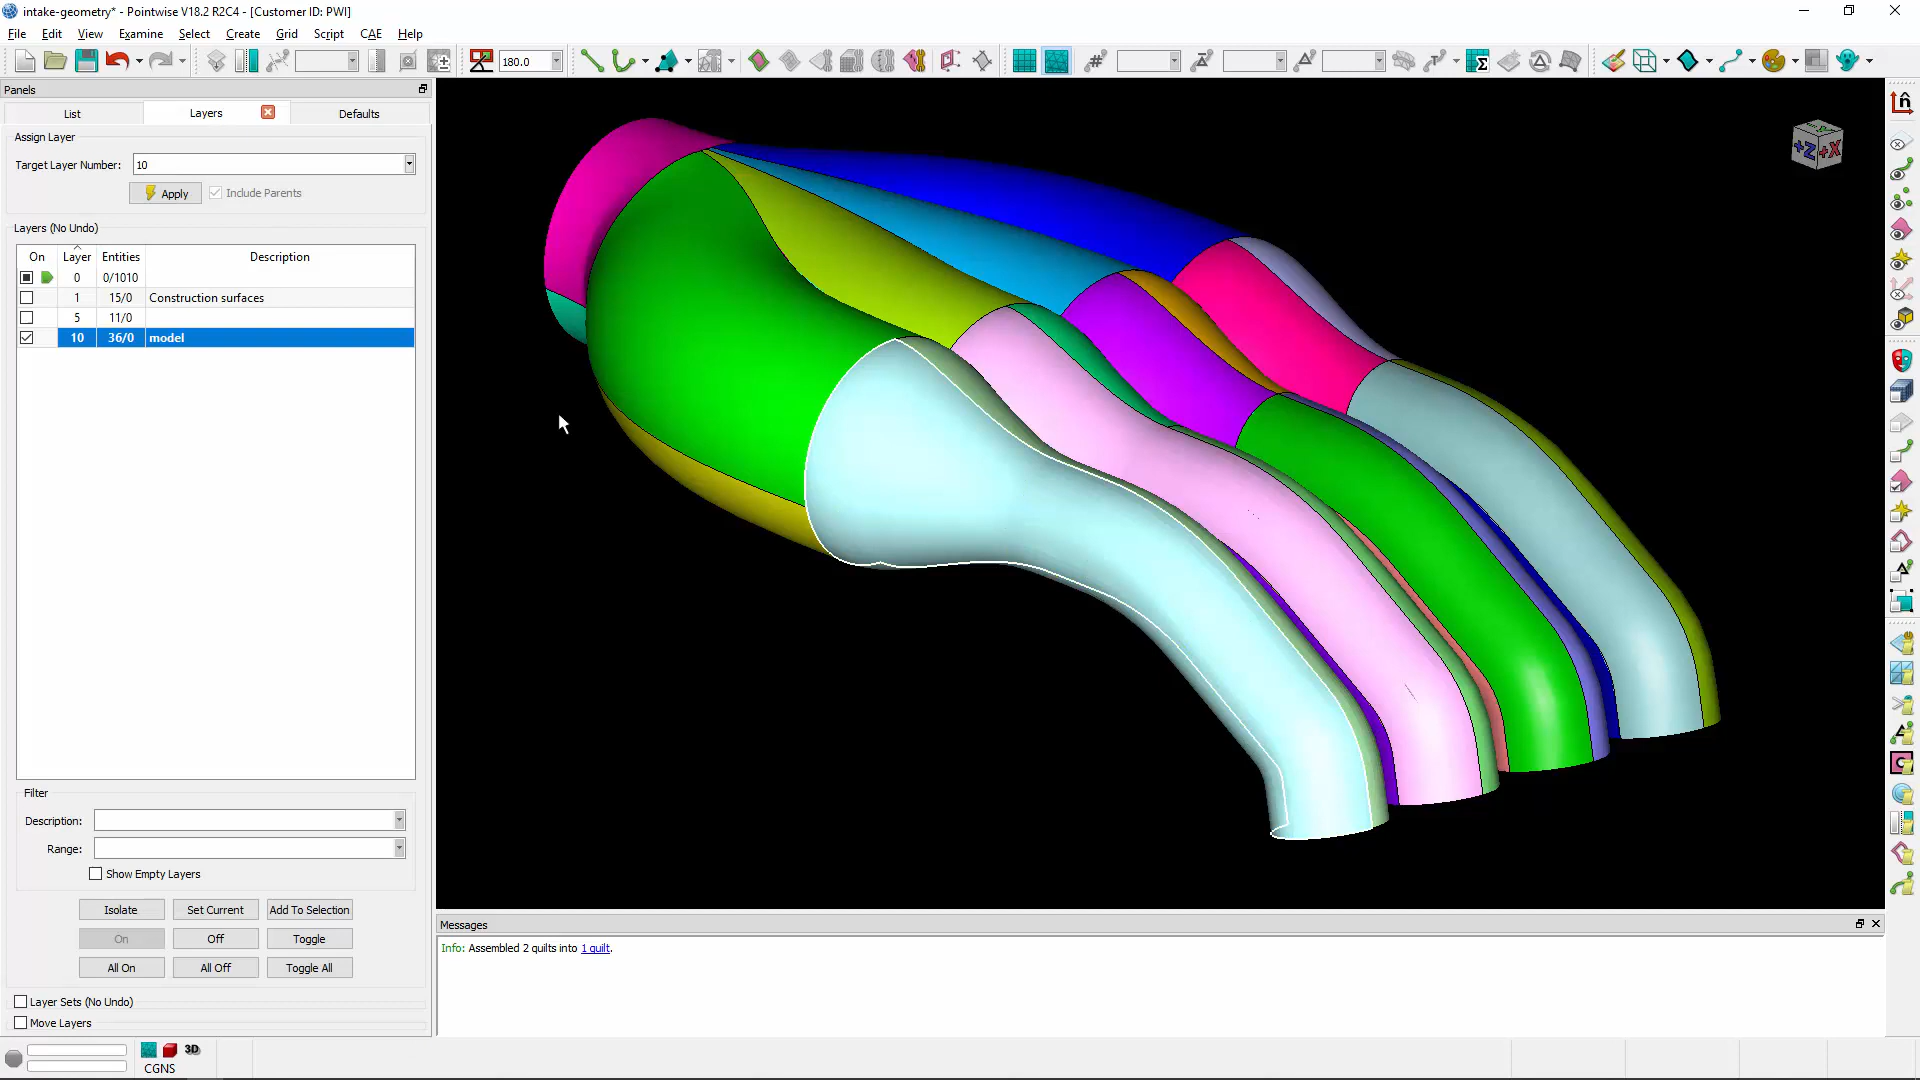 intake-geometry* - Pointwise V18.2 R2C4 - [Customer ID: PWI]
File Edit View Examine Select Create Grid Script CAE Help
180.0
Panels
List Layers Defaults
Assign Layer
Target Layer Number: 10
Apply Include Parents
Layers (No Undo)
On Layer Entities Description
0 0/1010
1 15/0 Construction surfaces
5 11/0
10 36/0 model
Filter
Description:
Range:
Show Empty Layers
Isolate Set Current Add To Selection
On Off Toggle
All On All Off Toggle All
Layer Sets (No Undo)
Move Layers
+Z +X
Messages
Info: Assembled 2 quilts into 1 quilt.
3D
CGNS